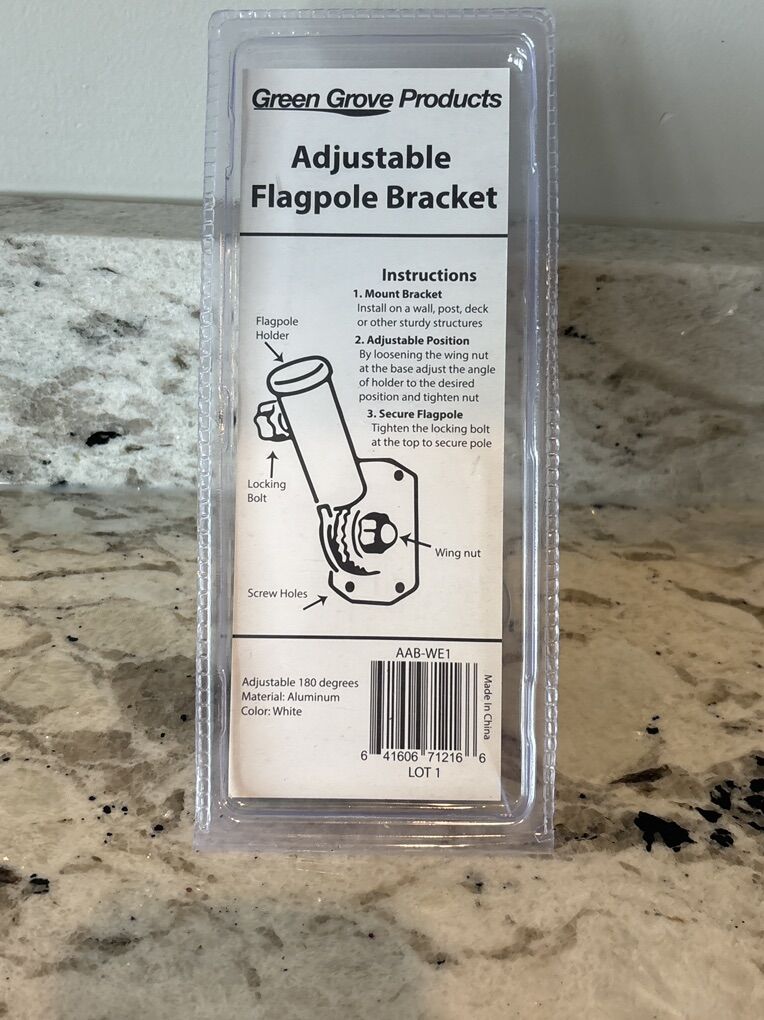 Green Grove Products
Adjustable
Flagpole Bracket
Instructions
1. Mount Bracket
Install on a wall, post, deck
or other sturdy structures
2. Adjustable Position
By loosening the wing nut
at the base adjust the angle
of holder to the desired
position and tighten nut
3. Secure Flagpole
Tighten the locking bolt
at the top to secure pole
Flagpole
Holder
Locking
Bolt
Wing nut
Screw Holes
Adjustable 180 degrees
Material: Aluminum
Color: White
AAB-WE1
6 41606 71216 6
LOT 1
Made In China